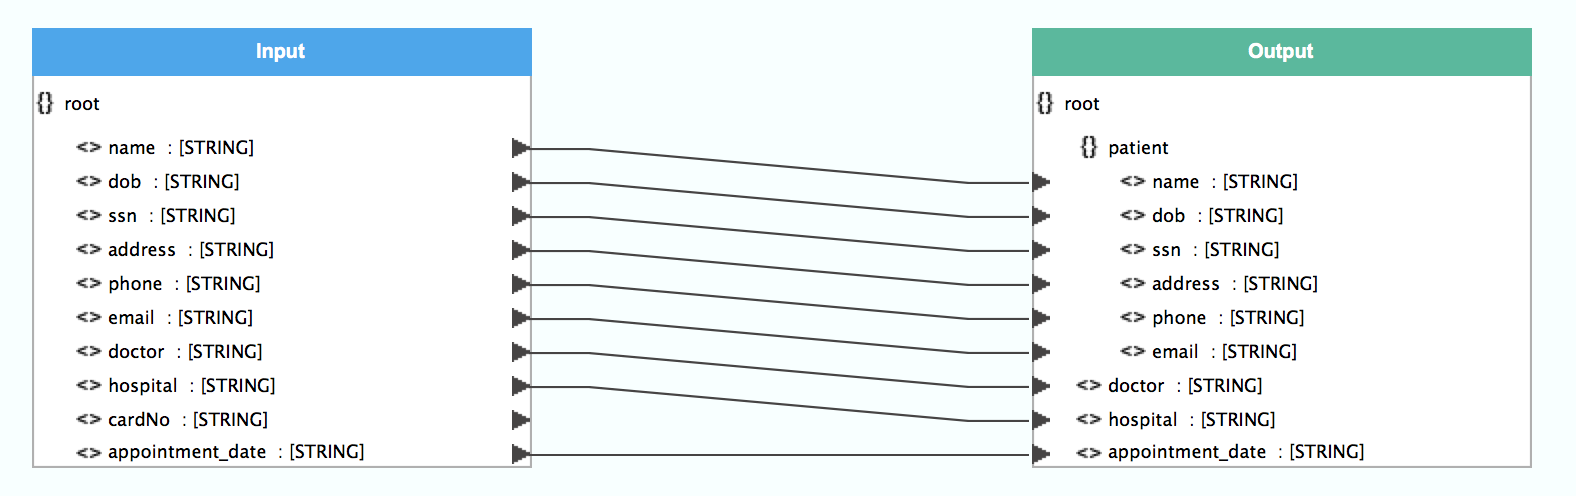 Input
{} root
<> name : [STRING]
<> dob : [STRING]
<> ssn : [STRING]
<> address : [STRING]
<> phone : [STRING]
<> email : [STRING]
<> doctor : [STRING]
<> hospital : [STRING]
<> cardNo : [STRING]
<> appointment_date : [STRING]
Output
{} root
{} patient
<> name : [STRING]
<> dob : [STRING]
<> ssn : [STRING]
<> address : [STRING]
<> phone : [STRING]
<> email : [STRING]
<> doctor : [STRING]
<> hospital : [STRING]
<> appointment_date : [STRING]